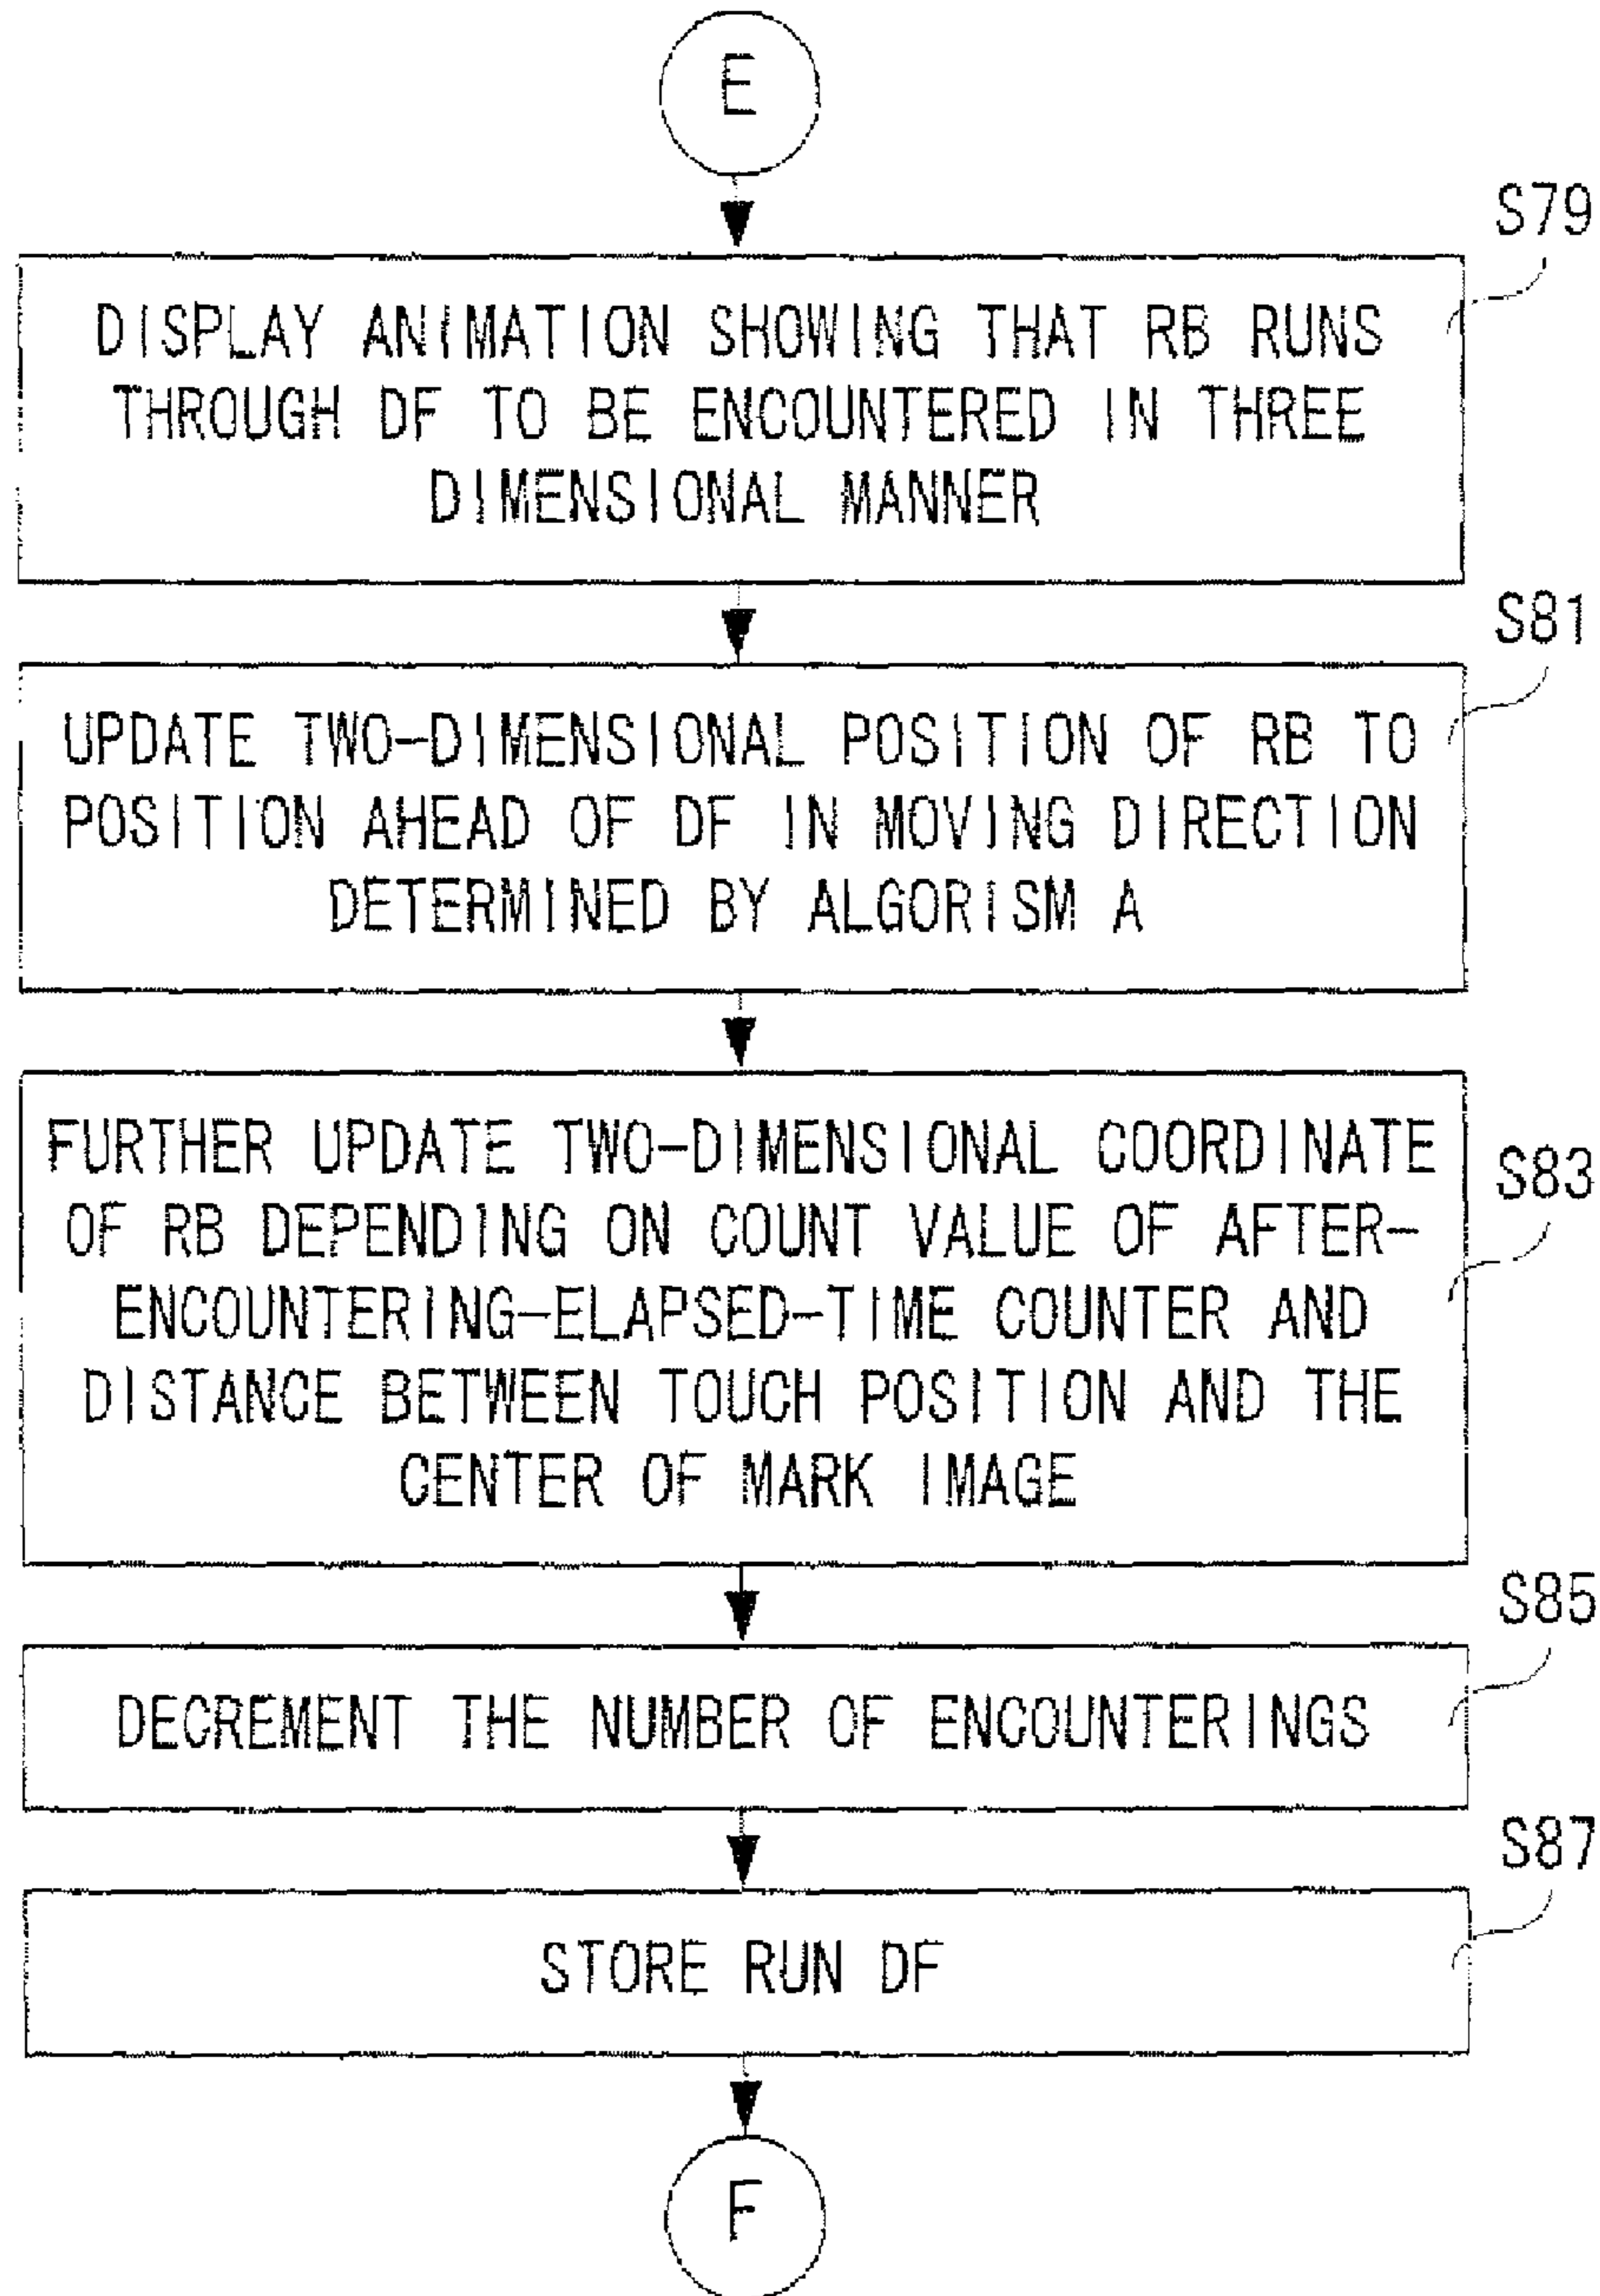 E
S79
DISPLAY ANIMATION SHOWING THAT RB RUNS
THROUGH DF TO BE ENCOUNTERED IN THREE
DIMENSIONAL MANNER
S81
UPDATE TWO-DIMENSIONAL POSITION OF RB TO
POSITION AHEAD OF DF IN MOVING DIRECTION
DETERMINED BY ALGORISM A
S83
FURTHER UPDATE TWO-DIMENSIONAL COORDINATE
OF RB DEPENDING ON COUNT VALUE OF AFTER-
ENCOUNTERING-ELAPSED-TIME COUNTER AND
DISTANCE BETWEEN TOUCH POSITION AND THE
CENTER OF MARK IMAGE
S85
DECREMENT THE NUMBER OF ENCOUNTERINGS
S87
STORE RUN DF
F